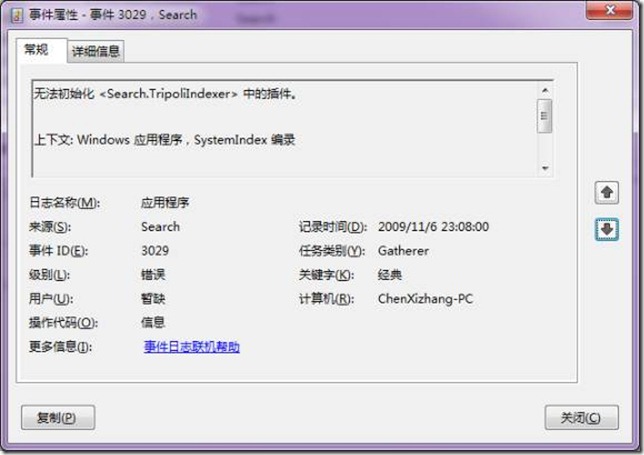 事件属性 - 事件 3029，Search
常规
详细信息
无法初始化 <Search.TripoliIndexer> 中的插件。
上下文: Windows 应用程序，SystemIndex 编录
日志名称(M): 应用程序
来源(S): Search 记录时间(D): 2009/11/6 23:08:00
事件 ID(E): 3029 任务类别(Y): Gatherer
级别(L): 错误 关键字(K): 经典
用户(U): 暂缺 计算机(R): ChenXizhang-PC
操作代码(O): 信息
更多信息(I): 事件日志联机帮助
复制(P) 关闭(C)